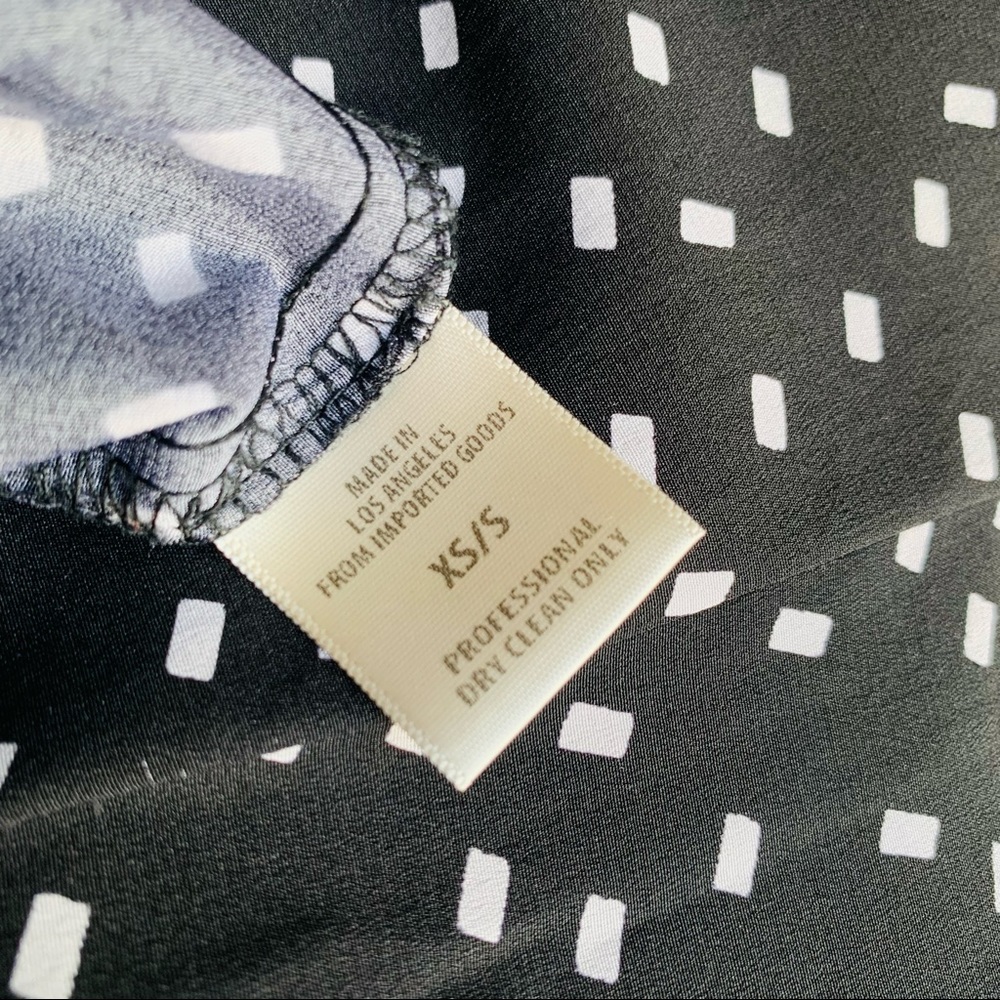 MADE IN
LOS ANGELES
FROM IMPORTED GOODS
XS/S
PROFESSIONAL
DRY CLEAN ONLY